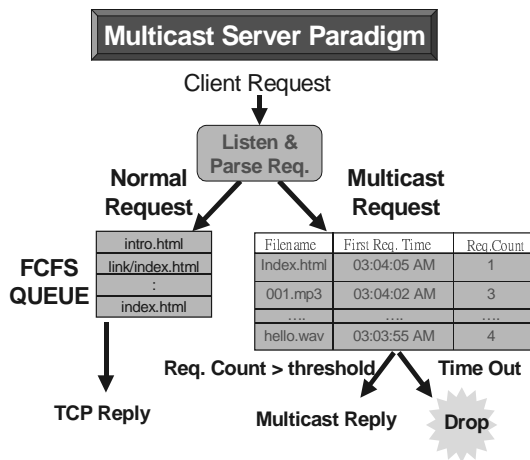 Multicast Server Paradigm
Client Request
Listen &
Parse Req.
Normal
Request
Multicast
Request
FCFS
QUEUE
intro.html
link/index.html
:
index.html
Filename First Req. Time Req.Count
Index.html 03:04:05 AM 1
001.mp3 03:04:02 AM 3
.... .... ....
hello.wav 03:03:55 AM 4
Req. Count > threshold Time Out
TCP Reply
Multicast Reply
Drop